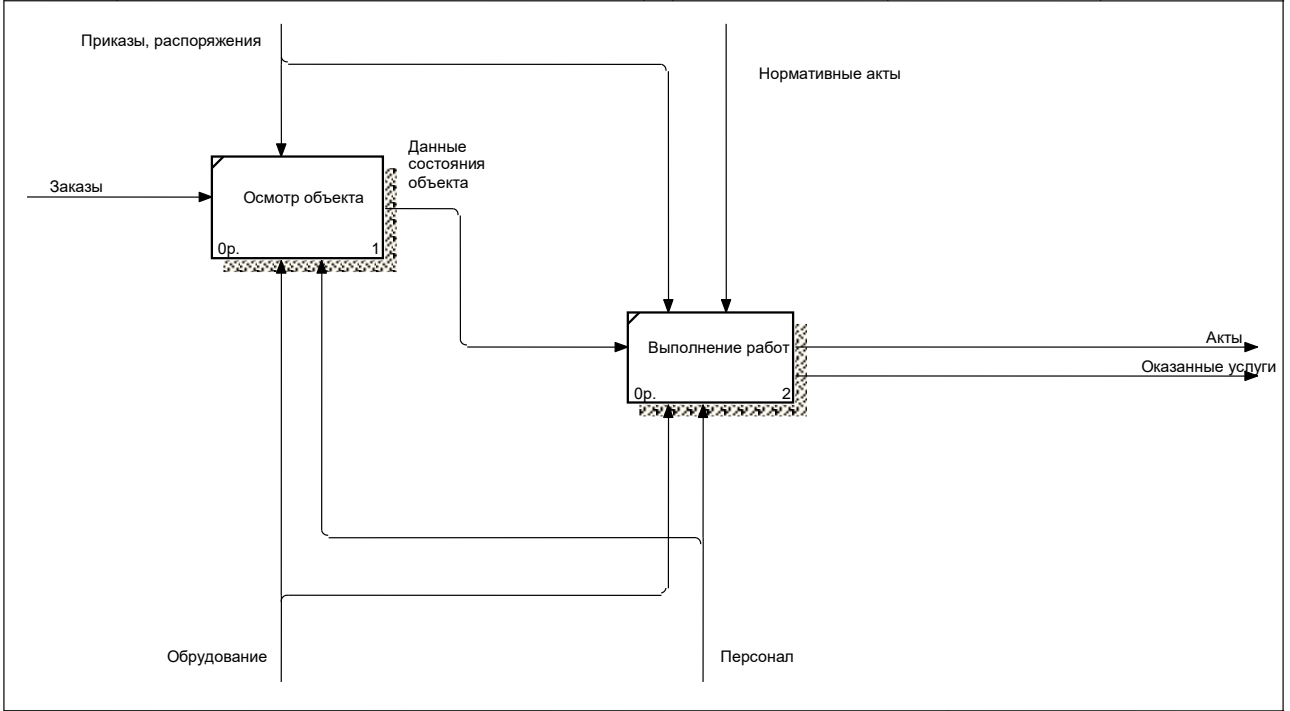 Приказы, распоряжения
Нормативные акты
Данные
состояния
объекта
Заказы
Осмотр объекта
0р. 1
Выполнение работ
0р. 2
Акты
Оказанные услуги
Обрудование
Персонал